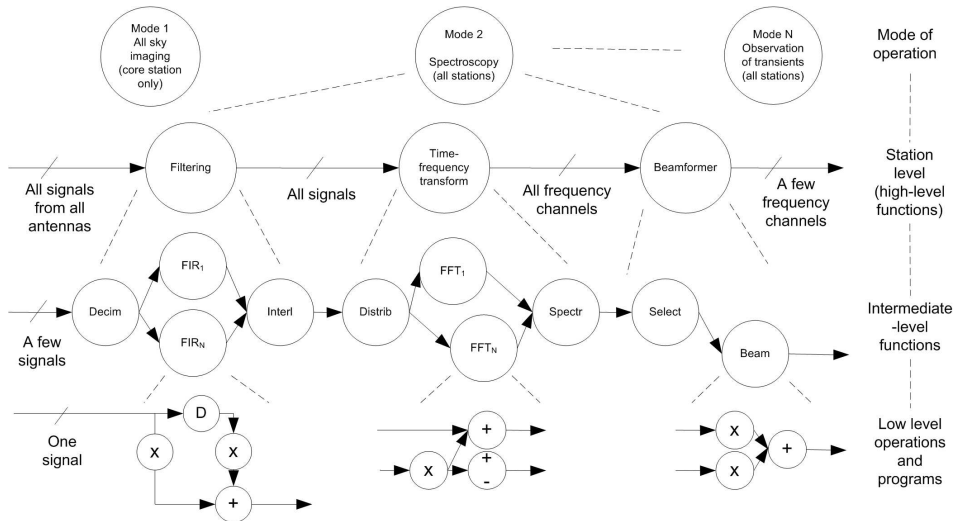 Mode 1
All sky
imaging
(core station
only)
Mode 2
Spectroscopy
(all stations)
Mode N
Observation
of transients
(all stations)
Mode of
operation
All signals
from all
antennas
Filtering
All signals
Time-
frequency
transform
All frequency
channels
Beamformer
A few
frequency
channels
Station
level
(high-level
functions)
A few
signals
Decim
FIR1
FIRN
Interl
Distrib
FFT1
FFTN
Spectr
Select
Beam
Intermediate
-level
functions
One
signal
D
X
X
+
X
+
+
-
X
X
+
Low level
operations
and
programs